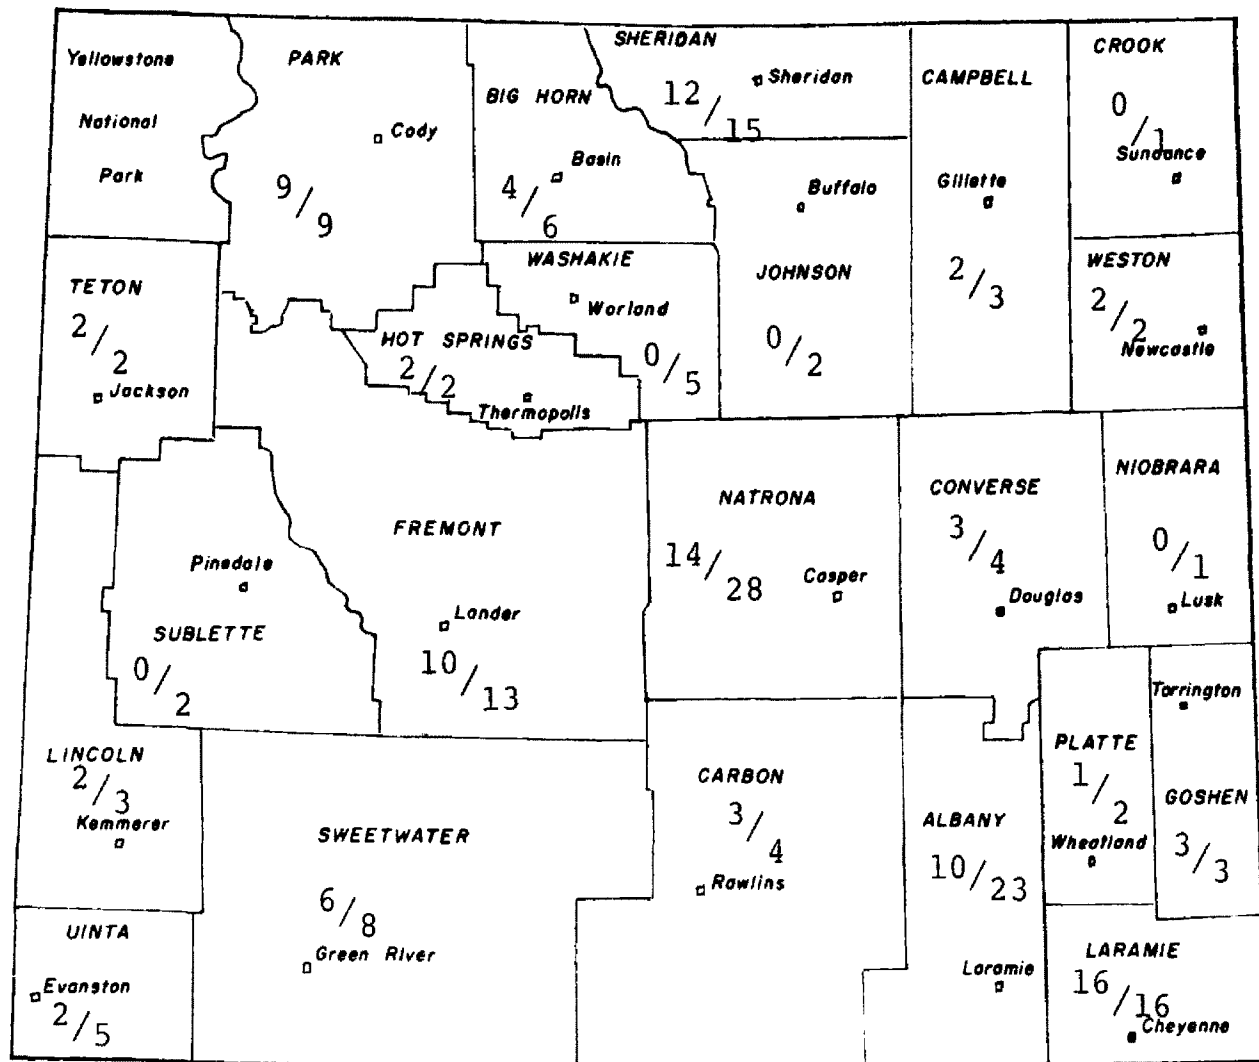 Yellowstone
National
Park
PARK
Cody
9/9
BIG HORN
Basin
4/6
SHERIDAN
Sheridan
12/15
CAMPBELL
Gillette
2/3
CROOK
0/1
Sundance
Buffalo
JOHNSON
0/2
WESTON
2/2
Newcastle
TETON
2/2
Jackson
WASHAKIE
Worland
0/5
HOT SPRINGS
2/2
Thermopolis
FREMONT
Lander
10/13
Pinedale
SUBLETTE
0/2
NATRONA
14/28
Casper
CONVERSE
3/4
Douglas
NIOBRARA
0/1
Lusk
LINCOLN
2/3
Kemmerer
SWEETWATER
6/8
Green River
CARBON
3/4
Rawlins
ALBANY
10/23
Laramie
PLATTE
1/2
Wheatland
Torrington
GOSHEN
3/3
UINTA
Evanston
2/5
LARAMIE
16/16
Cheyenne